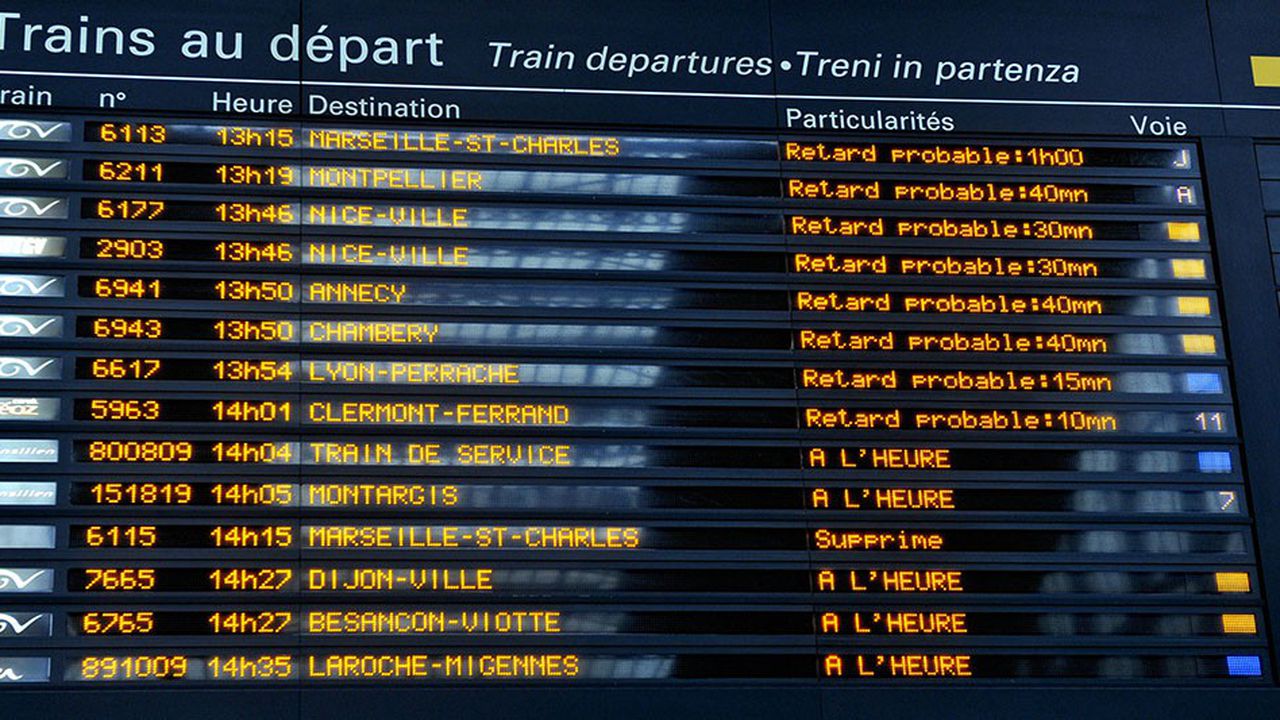 Trains au départ Train departures • Treni in partenza
rain n° Heure Destination Particularités Voie
6113 13h15 MARSEILLE-ST-CHARLES Retard probable:1h00 J
6211 13h19 MONTPELLIER Retard probable:40mn A
6177 13h46 NICE-VILLE Retard probable:30mn
2903 13h46 NICE-VILLE Retard probable:30mn
6941 13h50 ANNECY Retard probable:40mn
6943 13h50 CHAMBERY Retard probable:40mn
6617 13h54 LYON-PERRACHE Retard probable:15mn
5963 14h01 CLERMONT-FERRAND Retard probable:10mn 11
800809 14h04 TRAIN DE SERVICE A L'HEURE
151819 14h05 MONTARGIS A L'HEURE 7
6115 14h15 MARSEILLE-ST-CHARLES Supprime
7665 14h27 DIJON-VILLE A L'HEURE
6765 14h27 BESANCON-VIOTTE A L'HEURE
891009 14h35 LAROCHE-MIGENNES A L'HEURE